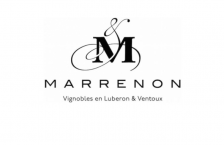 & M
MARRENON
Vignobles en Luberon & Ventoux